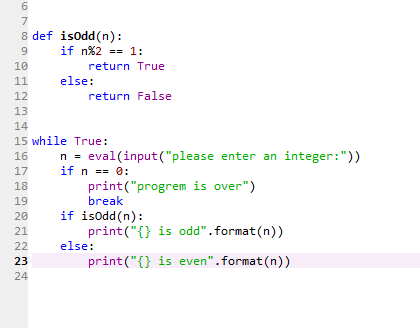 6
7
8 def isOdd(n):
9     if n%2 == 1:
10         return True
11     else:
12         return False
13
14
15 while True:
16     n = eval(input("please enter an integer:"))
17     if n == 0:
18         print("progrem is over")
19         break
20     if isOdd(n):
21         print("{} is odd".format(n))
22     else:
23         print("{} is even".format(n))
24